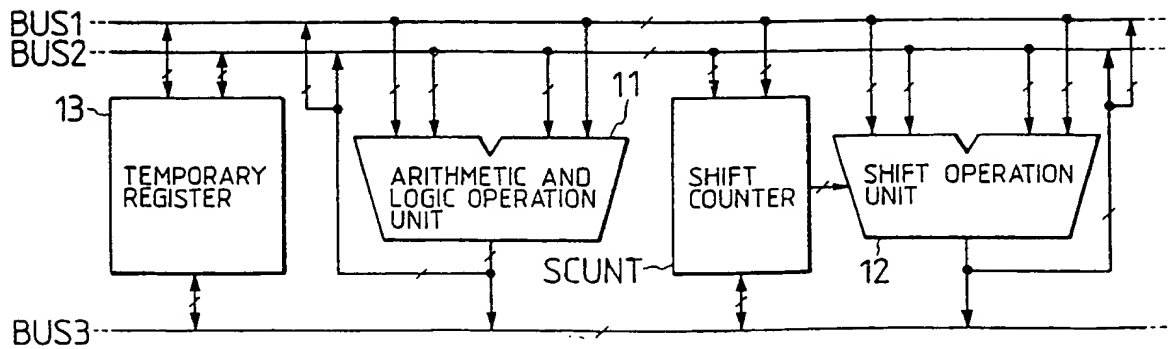 BUS1
BUS2
13
TEMPORARY
REGISTER
11
ARITHMETIC AND
LOGIC OPERATION
UNIT
SHIFT
COUNTER
SCUNT
SHIFT OPERATION
UNIT
12
BUS3